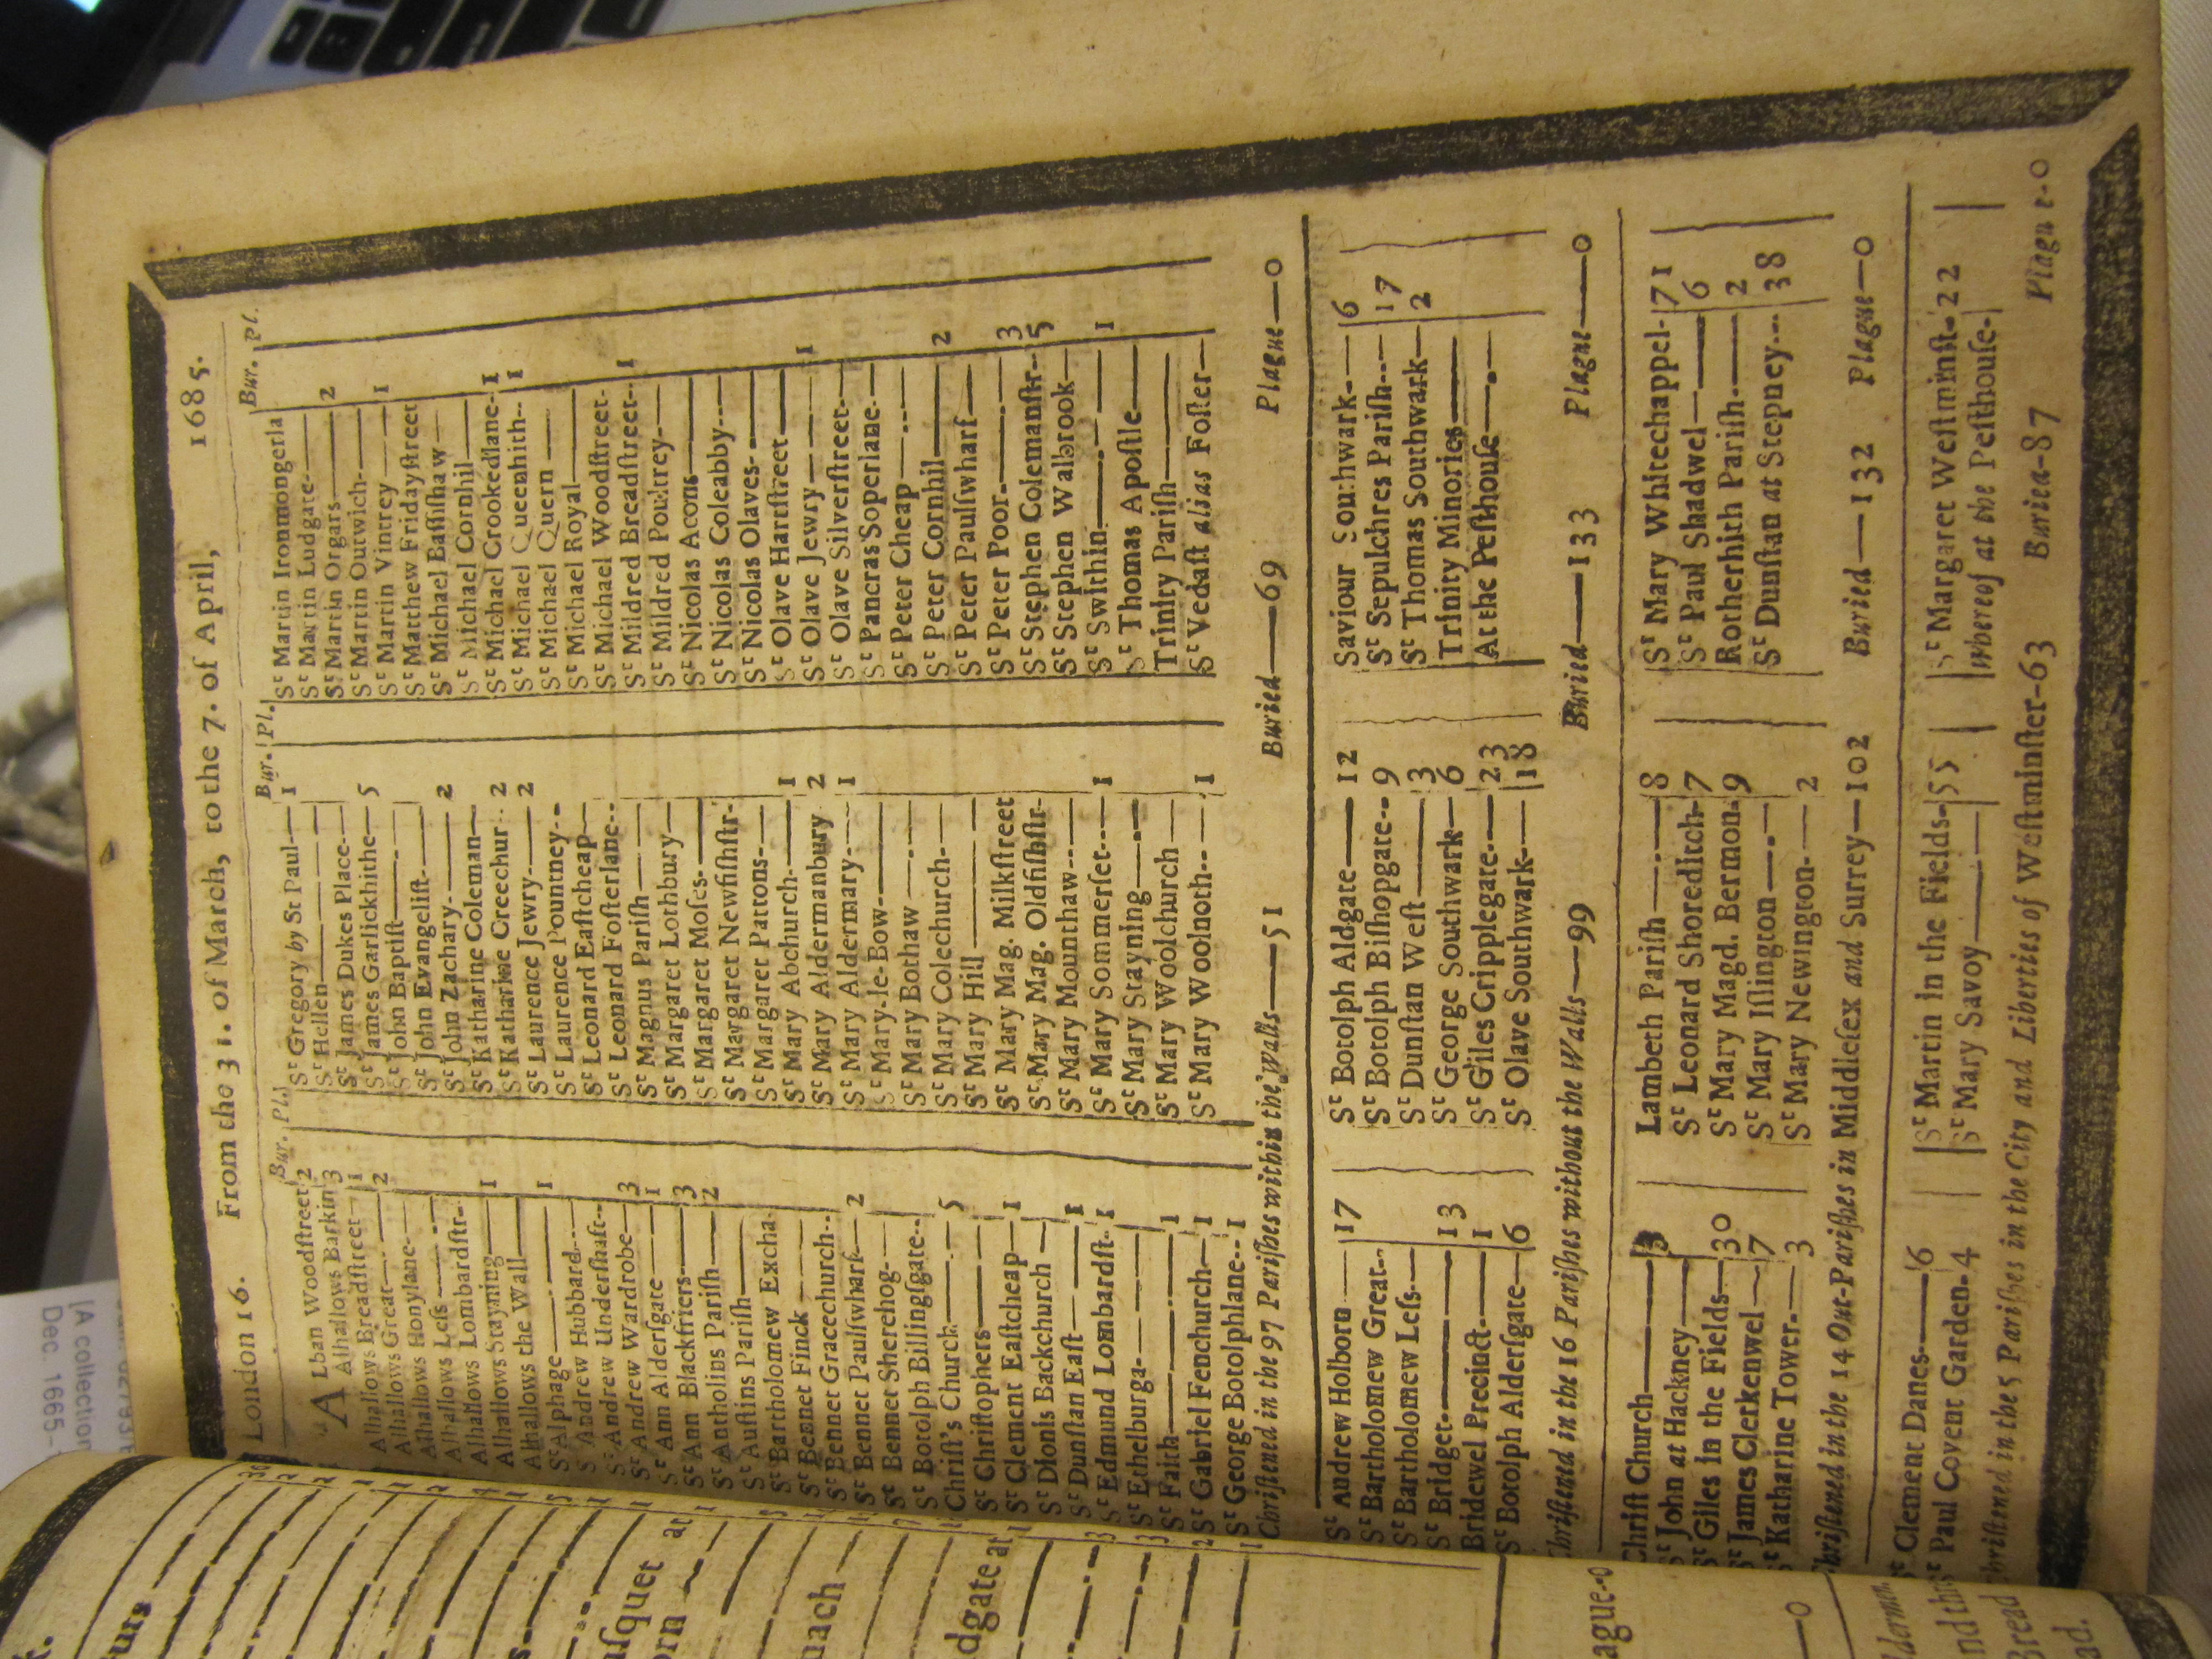 London 16. From the 31. of March, to the 7. of April, 1685.
Bur. Pl.
ALban Woodſtreet 2
Alhallows Barkin 3
Alhallows Breadſtreet 1
Alhallows Great 2
Alhallows Honylane
Alhallows Leſs
Alhallows Lombardſtr
Alhallows Stayning 1
Alhallows the Wall
St Alphage 1
St Andrew Hubbard
St Andrew Underſhaft
St Andrew Wardrobe 3
St Ann Alderſgate 1
St Ann Blackfriers 3
St Antholins Pariſh 2
St Auſtins Pariſh
St Bartholomew Excha.
St Bennet Finck
St Bennet Gracechurch
St Bennet Paulſwharf 2
St Bennet Sherehog
St Botolph Billingſgate
Chriſt's Church 5
St Chriſtophers
St Clement Eaſtcheap 1
St Dionis Backchurch
St Dunſtan Eaſt 1
St Edmund Lombardſt. 1
St Ethelburga
St Faith 1
St Gabriel Fenchurch 1
St George Botolphlane 1
Bur. Pl.
St Gregory by St Paul 1
St Hellen
St James Dukes Place
St James Garlickhithe 5
St John Baptiſt
St John Evangeliſt
St John Zachary 2
St Katharine Coleman
St Katharine Creechur 2
St Laurence Jewry 2
St Laurence Pountney
St Leonard Eaſtcheap
St Leonard Foſterlane
St Magnus Pariſh
St Margaret Lothbury
St Margaret Moſes
St Margaret Newfiſhſtr
St Margaret Pattons
St Mary Abchurch 1
St Mary Aldermanbury 2
St Mary Aldermary 1
St Mary-le-Bow
St Mary Bothaw
St Mary Colechurch
St Mary Hill
St Mary Mag. Milkſtreet
St Mary Mag. Oldfiſhſtr
St Mary Mounthaw
St Mary Sommerſet 1
St Mary Stayning
St Mary Woolchurch
St Mary Woolnoth 1
Bur. Pl.
St Martin Ironmongerla
St Martin Ludgate
St Martin Orgars 2
St Martin Outwich
St Martin Vintrey 1
St Matthew Fridayſtreet
St Michael Baſſiſhaw
St Michael Cornhil
St Michael Crookedlane 1
St Michael Queenhith 1
St Michael Quern
St Michael Royal
St Michael Woodſtreet
St Mildred Breadſtreet 1
St Mildred Poultrey
St Nicolas Acons
St Nicolas Coleabby
St Nicolas Olaves
St Olave Hartſtreet
St Olave Jewry 1
St Olave Silverſtreet
St Pancras Soperlane
St Peter Cheap
St Peter Cornhil 2
St Peter Paulſwharf
St Peter Poor 3
St Stephen Colemanſtr 5
St Stephen Walbrook
St Swithin 1
St Thomas Apoſtle
Trinity Pariſh
St Vedaſt alias Foſter
Chriſtened in the 97 Pariſhes within the Walls—51 Buried—69 Plague—0
St Andrew Holborn 17
St Bartholomew Great
St Bartholomew Leſs
St Bridget 13
Bridewel Precinct 1
St Botolph Alderſgate 6
St Botolph Aldgate 12
St Botolph Biſhopgate 9
St Dunſtan Weſt 3
St George Southwark 6
St Giles Cripplegate 23
St Olave Southwark 18
Saviour Southwark 6
St Sepulchres Pariſh 17
St Thomas Southwark 2
Trinity Minories
At the Peſthouſe
Chriſtened in the 16 Pariſhes without the Walls—99 Buried—133 Plague—0
Chriſt Church 3
St John at Hackney
St Giles in the Fields 30
St James Clerkenwel 7
St Katharine Tower 3
Lambeth Pariſh 8
St Leonard Shoreditch 7
St Mary Magd. Bermon. 9
St Mary Iſlington
St Mary Newington 2
St Mary Whitechappel 71
St Paul Shadwel 6
Rotherhith Pariſh 2
St Dunſtan at Stepney 38
Chriſtened in the 14 Out-Pariſhes in Middleſex and Surrey—102 Buried—132 Plague—0
St Clement Danes 6
St Paul Covent Garden 4
St Martin in the Fields 55
St Mary Savoy
St Margaret Weſtminſt. 22
whereof at the Peſthouſe
Chriſtened in the 5 Pariſhes in the City and Liberties of Weſtminſter-63 Buried-87 Plague-0
[A collection
Dec. 1665-